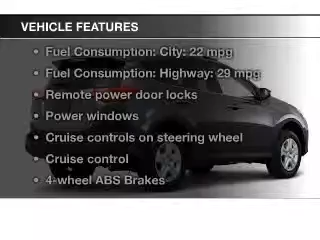 VEHICLE FEATURES
• Fuel Consumption: City: 22 mpg
• Fuel Consumption: Highway: 29 mpg
• Remote power door locks
• Power windows
• Cruise controls on steering wheel
• Cruise control
• 4-wheel ABS Brakes